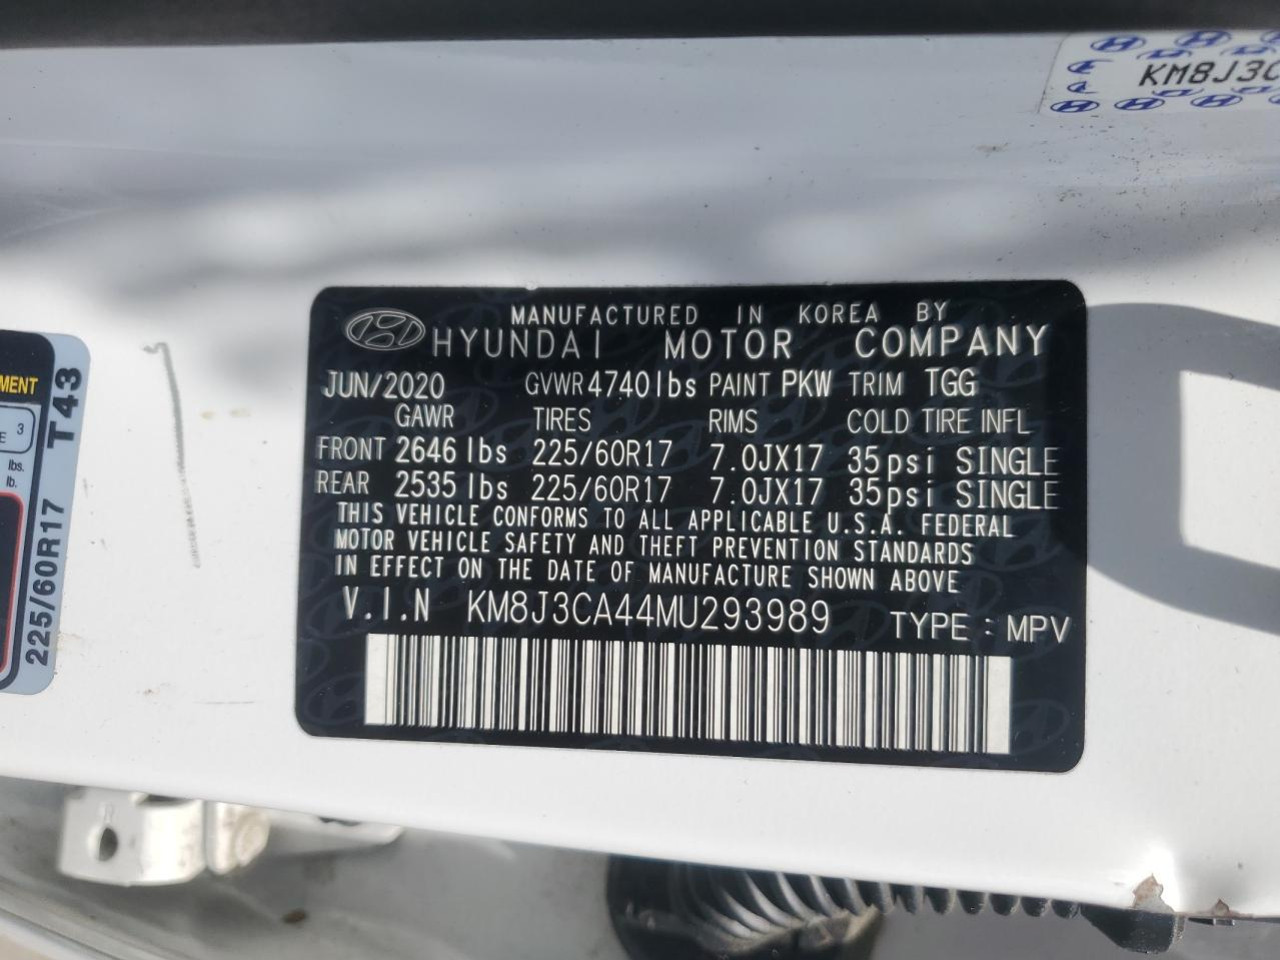 KM8J3C
MANUFACTURED IN KOREA BY
HYUNDAI MOTOR COMPANY
JUN/2020 GVWR 4740lbs PAINT PKW TRIM TGG
GAWR TIRES RIMS COLD TIRE INFL
FRONT 2646 lbs 225/60R17 7.0JX17 35psi SINGLE
REAR 2535 lbs 225/60R17 7.0JX17 35psi SINGLE
THIS VEHICLE CONFORMS TO ALL APPLICABLE U.S.A. FEDERAL
MOTOR VEHICLE SAFETY AND THEFT PREVENTION STANDARDS
IN EFFECT ON THE DATE OF MANUFACTURE SHOWN ABOVE
V.I.N KM8J3CA44MU293989 TYPE : MPV
MENT
E 3
lbs.
lb.
225/60R17 T43